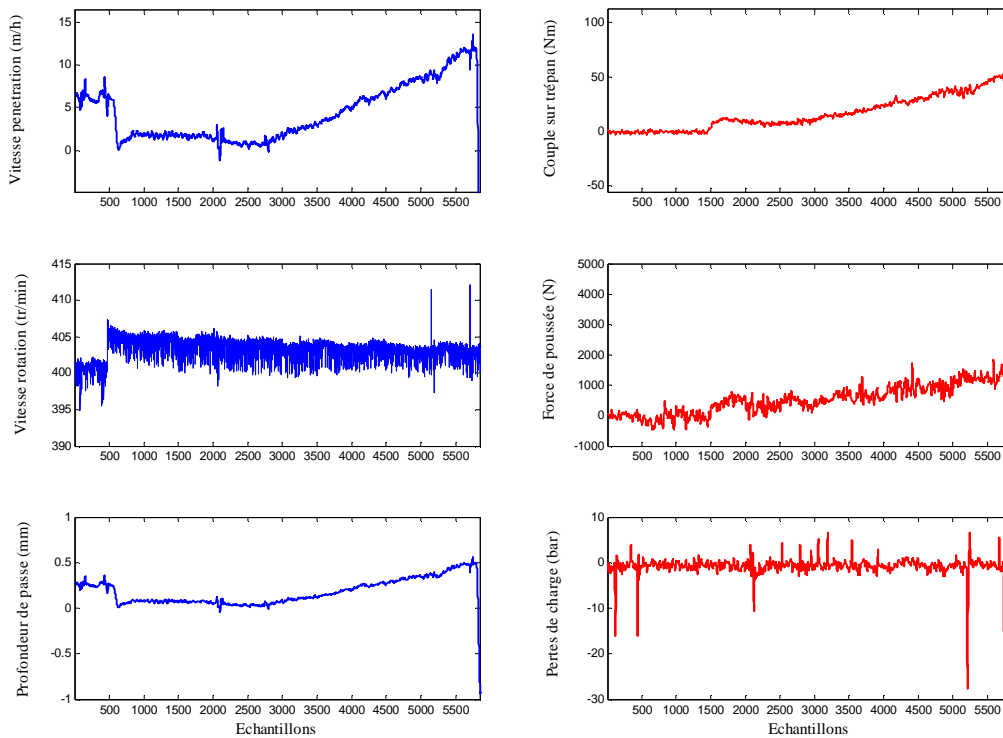 Vitesse penetration (m/h)
15
10
5
0
500 1000 1500 2000 2500 3000 3500 4000 4500 5000 5500
Couple sur trépan (Nm)
100
50
0
-50
500 1000 1500 2000 2500 3000 3500 4000 4500 5000 5500
Vitesse rotation (tr/min)
415
410
405
400
395
390
500 1000 1500 2000 2500 3000 3500 4000 4500 5000 5500
Force de poussée (N)
5000
4000
3000
2000
1000
0
-1000
500 1000 1500 2000 2500 3000 3500 4000 4500 5000 5500
Profondeur de passe (mm)
1
0.5
0
-0.5
-1
500 1000 1500 2000 2500 3000 3500 4000 4500 5000 5500
Echantillons
Pertes de charge (bar)
10
0
-10
-20
-30
500 1000 1500 2000 2500 3000 3500 4000 4500 5000 5500
Echantillons